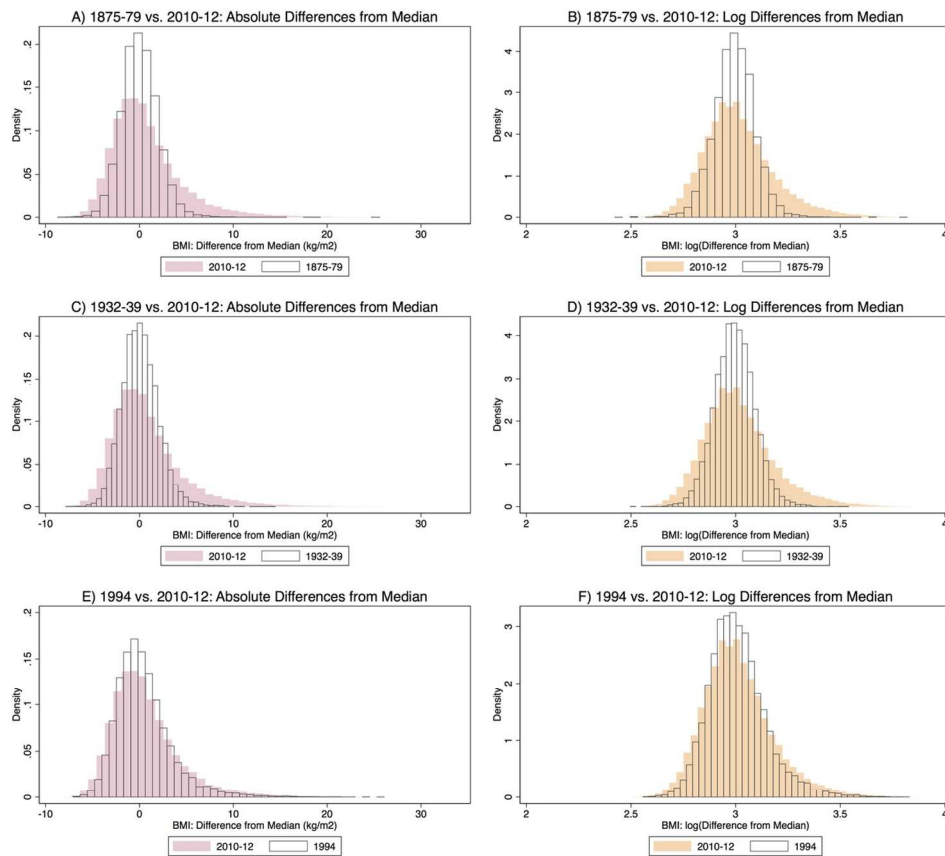 A) 1875-79 vs. 2010-12: Absolute Differences from Median
Density
0 .05 .1 .15 .2
-10 0 10 20 30
BMI: Difference from Median (kg/m2)
2010-12 1875-79
B) 1875-79 vs. 2010-12: Log Differences from Median
Density
0 1 2 3 4
2 2.5 3 3.5 4
BMI: log(Difference from Median)
2010-12 1875-79
C) 1932-39 vs. 2010-12: Absolute Differences from Median
Density
0 .05 .1 .15 .2
-10 0 10 20 30
BMI: Difference from Median (kg/m2)
2010-12 1932-39
D) 1932-39 vs. 2010-12: Log Differences from Median
Density
0 1 2 3 4
2 2.5 3 3.5 4
BMI: log(Difference from Median)
2010-12 1932-39
E) 1994 vs. 2010-12: Absolute Differences from Median
Density
0 .05 .1 .15 .2
-10 0 10 20 30
BMI: Difference from Median (kg/m2)
2010-12 1994
F) 1994 vs. 2010-12: Log Differences from Median
Density
0 1 2 3
2 2.5 3 3.5 4
BMI: log(Difference from Median)
2010-12 1994